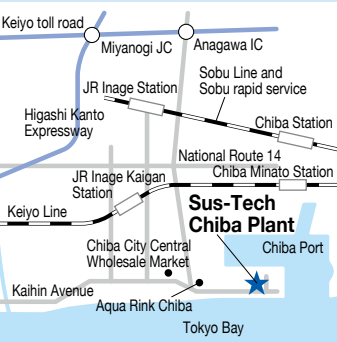 Keiyo toll road
Miyanogi JC
Anagawa IC
Sobu Line and
Sobu rapid service
JR Inage Station
Higashi Kanto
Expressway
Chiba Station
National Route 14
JR Inage Kaigan
Station
Chiba Minato Station
Sus-Tech
Chiba Plant
Keiyo Line
Chiba City Central
Wholesale Market
Chiba Port
Kaihin Avenue
Aqua Rink Chiba
Tokyo Bay